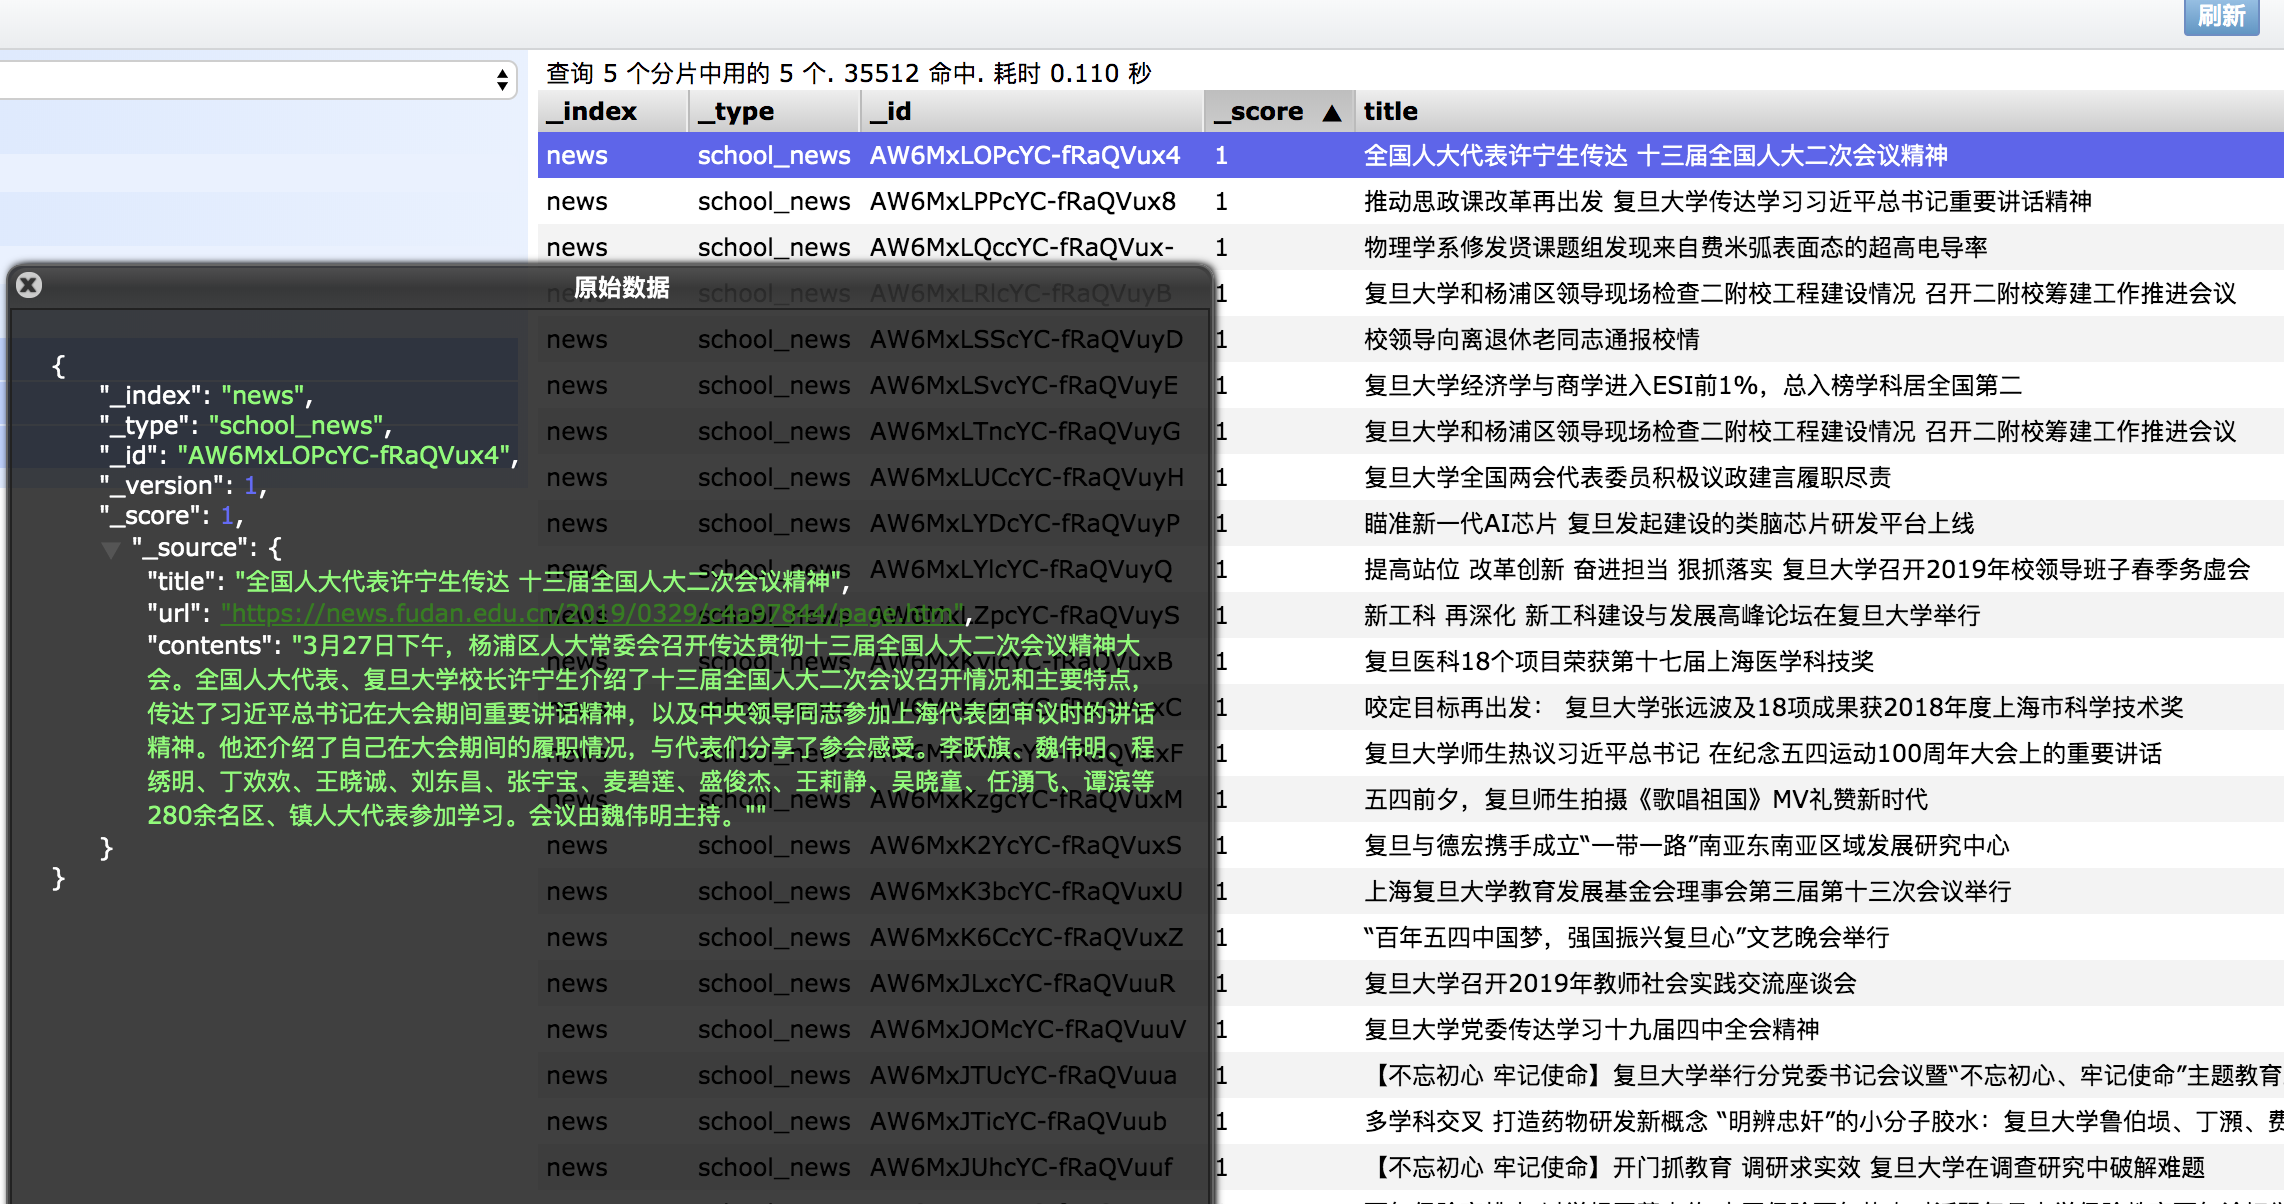 刷新
查询 5 个分片中用的 5 个. 35512 命中. 耗时 0.110 秒
_index _type _id _score ▲ title
news school_news AW6MxLOPcYC-fRaQVux4 1 全国人大代表许宁生传达 十三届全国人大二次会议精神
news school_news AW6MxLPPcYC-fRaQVux8 1 推动思政课改革再出发 复旦大学传达学习习近平总书记重要讲话精神
news school_news AW6MxLQccYC-fRaQVux- 1 物理学系修发贤课题组发现来自费米弧表面态的超高电导率
news school_news AW6MxLRlcYC-fRaQVuyB 1 复旦大学和杨浦区领导现场检查二附校工程建设情况 召开二附校筹建工作推进会议
news school_news AW6MxLSScYC-fRaQVuyD 1 校领导向离退休老同志通报校情
news school_news AW6MxLSvcYC-fRaQVuyE 1 复旦大学经济学与商学进入ESI前1%，总入榜学科居全国第二
news school_news AW6MxLTncYC-fRaQVuyG 1 复旦大学和杨浦区领导现场检查二附校工程建设情况 召开二附校筹建工作推进会议
news school_news AW6MxLUCcYC-fRaQVuyH 1 复旦大学全国两会代表委员积极议政建言履职尽责
news school_news AW6MxLYDcYC-fRaQVuyP 1 瞄准新一代AI芯片 复旦发起建设的类脑芯片研发平台上线
news school_news AW6MxLYlcYC-fRaQVuyQ 1 提高站位 改革创新 奋进担当 狠抓落实 复旦大学召开2019年校领导班子春季务虚会
news school_news AW6MxLZpcYC-fRaQVuyS 1 新工科 再深化 新工科建设与发展高峰论坛在复旦大学举行
news school_news AW6MxKvlcYC-fRaQVuxB 1 复旦医科18个项目荣获第十七届上海医学科技奖
1 咬定目标再出发： 复旦大学张远波及18项成果获2018年度上海市科学技术奖
1 复旦大学师生热议习近平总书记 在纪念五四运动100周年大会上的重要讲话
news school_news AW6MxKzgcYC-fRaQVuxM 1 五四前夕，复旦师生拍摄《歌唱祖国》MV礼赞新时代
news school_news AW6MxK2YcYC-fRaQVuxS 1 复旦与德宏携手成立“一带一路”南亚东南亚区域发展研究中心
news school_news AW6MxK3bcYC-fRaQVuxU 1 上海复旦大学教育发展基金会理事会第三届第十三次会议举行
news school_news AW6MxK6CcYC-fRaQVuxZ 1 “百年五四中国梦，强国振兴复旦心”文艺晚会举行
news school_news AW6MxJLxcYC-fRaQVuuR 1 复旦大学召开2019年教师社会实践交流座谈会
news school_news AW6MxJOMcYC-fRaQVuuV 1 复旦大学党委传达学习十九届四中全会精神
news school_news AW6MxJTUcYC-fRaQVuua 1 【不忘初心 牢记使命】复旦大学举行分党委书记会议暨“不忘初心、牢记使命”主题教育
news school_news AW6MxJTicYC-fRaQVuub 1 多学科交叉 打造药物研发新概念 “明辨忠奸”的小分子胶水：复旦大学鲁伯埙、丁澦、费
news school_news AW6MxJUhcYC-fRaQVuuf 1 【不忘初心 牢记使命】开门抓教育 调研求实效 复旦大学在调查研究中破解难题
原始数据
{
"_index": "news",
"_type": "school_news",
"_id": "AW6MxLOPcYC-fRaQVux4",
"_version": 1,
"_score": 1,
"_source": {
"title": "全国人大代表许宁生传达 十三届全国人大二次会议精神",
"url": "https://news.fudan.edu.cn/2019/0329/c4a97844/page.htm",
"contents": "3月27日下午，杨浦区人大常委会召开传达贯彻十三届全国人大二次会议精神大
会。全国人大代表、复旦大学校长许宁生介绍了十三届全国人大二次会议召开情况和主要特点，
传达了习近平总书记在大会期间重要讲话精神，以及中央领导同志参加上海代表团审议时的讲话
精神。他还介绍了自己在大会期间的履职情况，与代表们分享了参会感受。李跃旗、魏伟明、程
绣明、丁欢欢、王晓诚、刘东昌、张宇宝、麦碧莲、盛俊杰、王莉静、吴晓童、任湧飞、谭滨等
280余名区、镇人大代表参加学习。会议由魏伟明主持。""
}
}